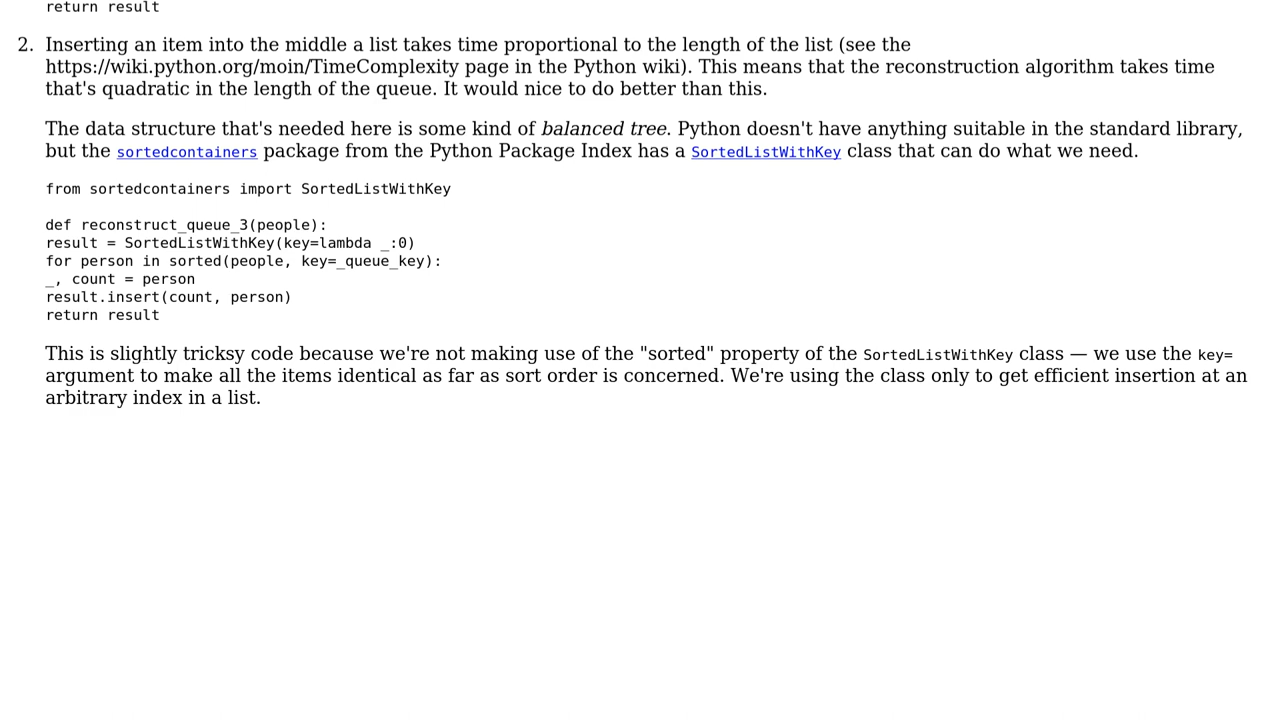 return result
2. Inserting an item into the middle a list takes time proportional to the length of the list (see the
https://wiki.python.org/moin/TimeComplexity page in the Python wiki). This means that the reconstruction algorithm takes time
that's quadratic in the length of the queue. It would nice to do better than this.
The data structure that's needed here is some kind of balanced tree. Python doesn't have anything suitable in the standard library,
but the sortedcontainers package from the Python Package Index has a SortedListWithKey class that can do what we need.
from sortedcontainers import SortedListWithKey
def reconstruct_queue_3(people):
result = SortedListWithKey(key=lambda _:0)
for person in sorted(people, key=_queue_key):
_, count = person
result.insert(count, person)
return result
This is slightly tricksy code because we're not making use of the "sorted" property of the SortedListWithKey class — we use the key=
argument to make all the items identical as far as sort order is concerned. We're using the class only to get efficient insertion at an
arbitrary index in a list.